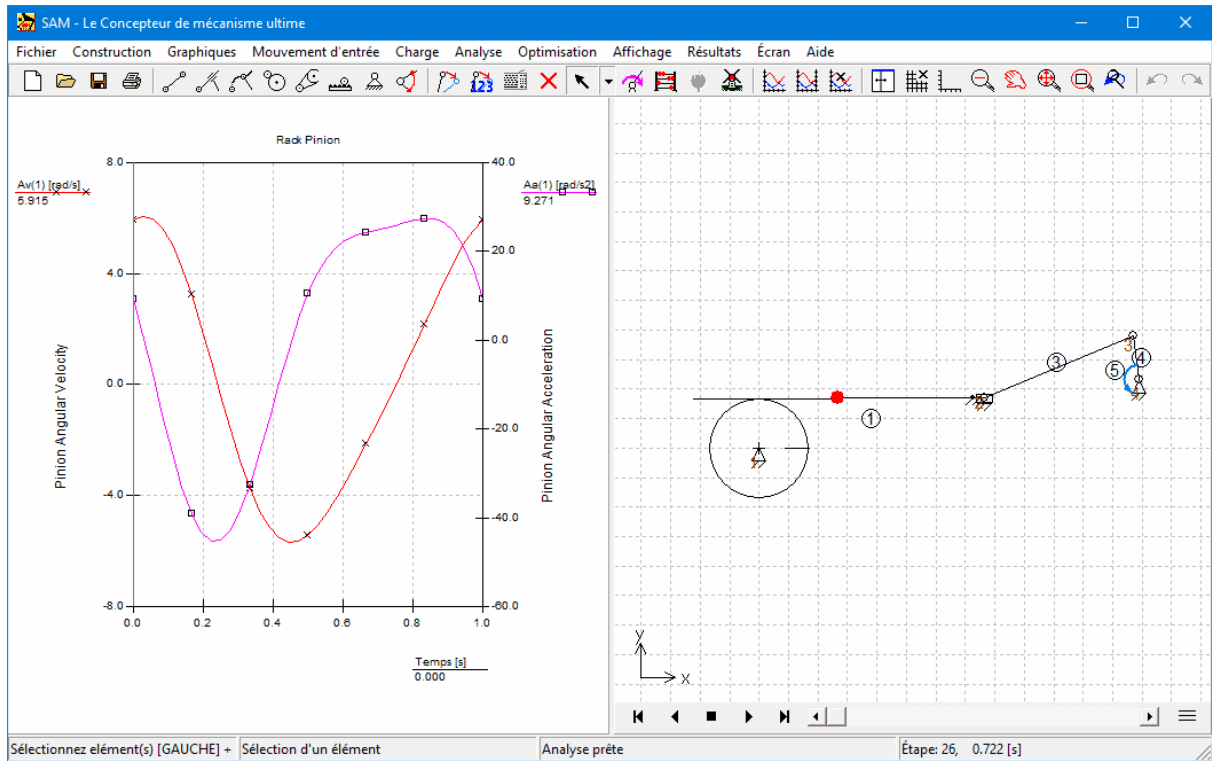 SAM - Le Concepteur de mécanisme ultime
Fichier Construction Graphiques Mouvement d'entrée Charge Analyse Optimisation Affichage Résultats Écran Aide
123
Rack Pinion
8.0 40.0
Av(1) [rad/s] Aa(1) [rad/s2]
5.915 9.271
4.0 20.0
0.0 0.0
-4.0 -20.0
-40.0
-8.0 -60.0
Pinion Angular Velocity
Pinion Angular Acceleration
0.0 0.2 0.4 0.6 0.8 1.0
Temps [s]
0.000
3
3
4
5
1
y
x
Sélectionnez elément(s) [GAUCHE] + Sélection d'un élément Analyse prête Étape: 26, 0.722 [s]